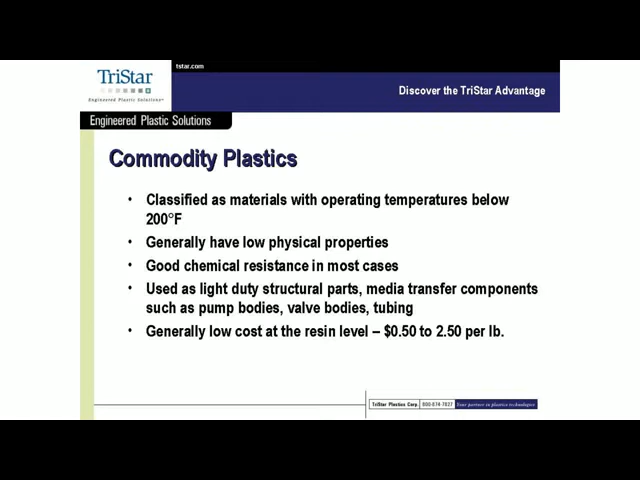 tstar.com
TriStar
Engineered Plastic Solutions
Discover the TriStar Advantage
Engineered Plastic Solutions
Commodity Plastics
• Classified as materials with operating temperatures below
200°F
• Generally have low physical properties
• Good chemical resistance in most cases
• Used as light duty structural parts, media transfer components
such as pump bodies, valve bodies, tubing
• Generally low cost at the resin level – $0.50 to 2.50 per lb.
TriStar Plastics Corp. 800-874-7827 Your partner in plastics technologies